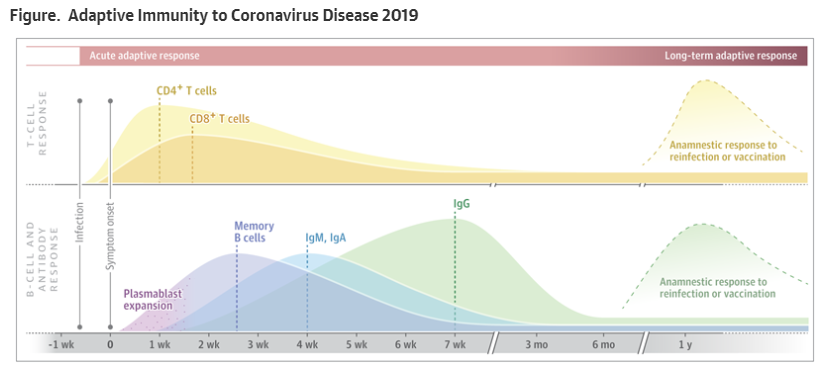 Figure. Adaptive Immunity to Coronavirus Disease 2019
Acute adaptive response
Long-term adaptive response
T-CELL
RESPONSE
CD4+ T cells
CD8+ T cells
Anamnestic response to
reinfection or vaccination
Infection
Symptom onset
B-CELL AND
ANTIBODY
RESPONSE
Plasmablast
expansion
Memory
B cells
IgM, IgA
IgG
Anamnestic response to
reinfection or vaccination
-1 wk 0 1 wk 2 wk 3 wk 4 wk 5 wk 6 wk 7 wk 3 mo 6 mo 1 y